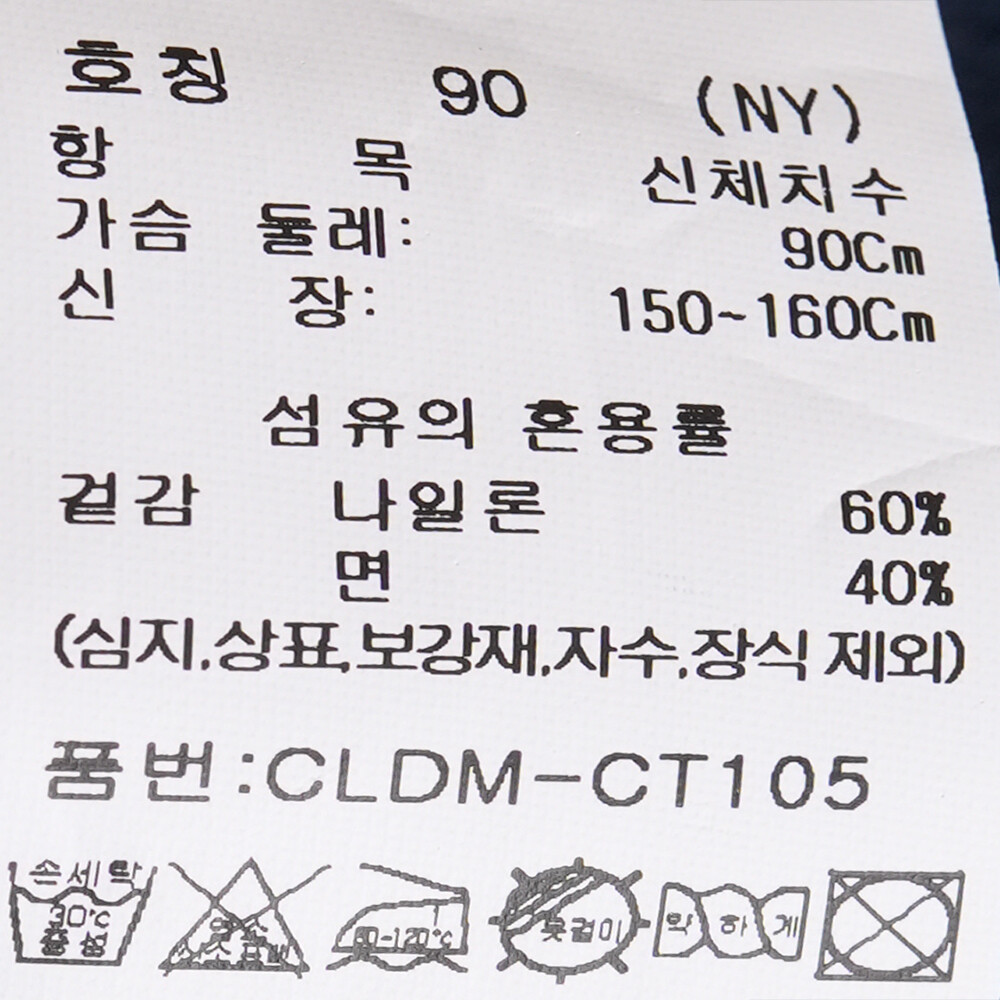 호칭 90 (NY)
항 목 신체치수
가슴 둘레: 90Cm
신 장: 150~160Cm
섬유의 혼용률
겉감 나일론 60%
면 40%
(심지,상표,보강재,자수,장식 제외)
품번:CLDM-CT105
손세탁 30℃ 중성
80-120℃
옷걸이
약하게